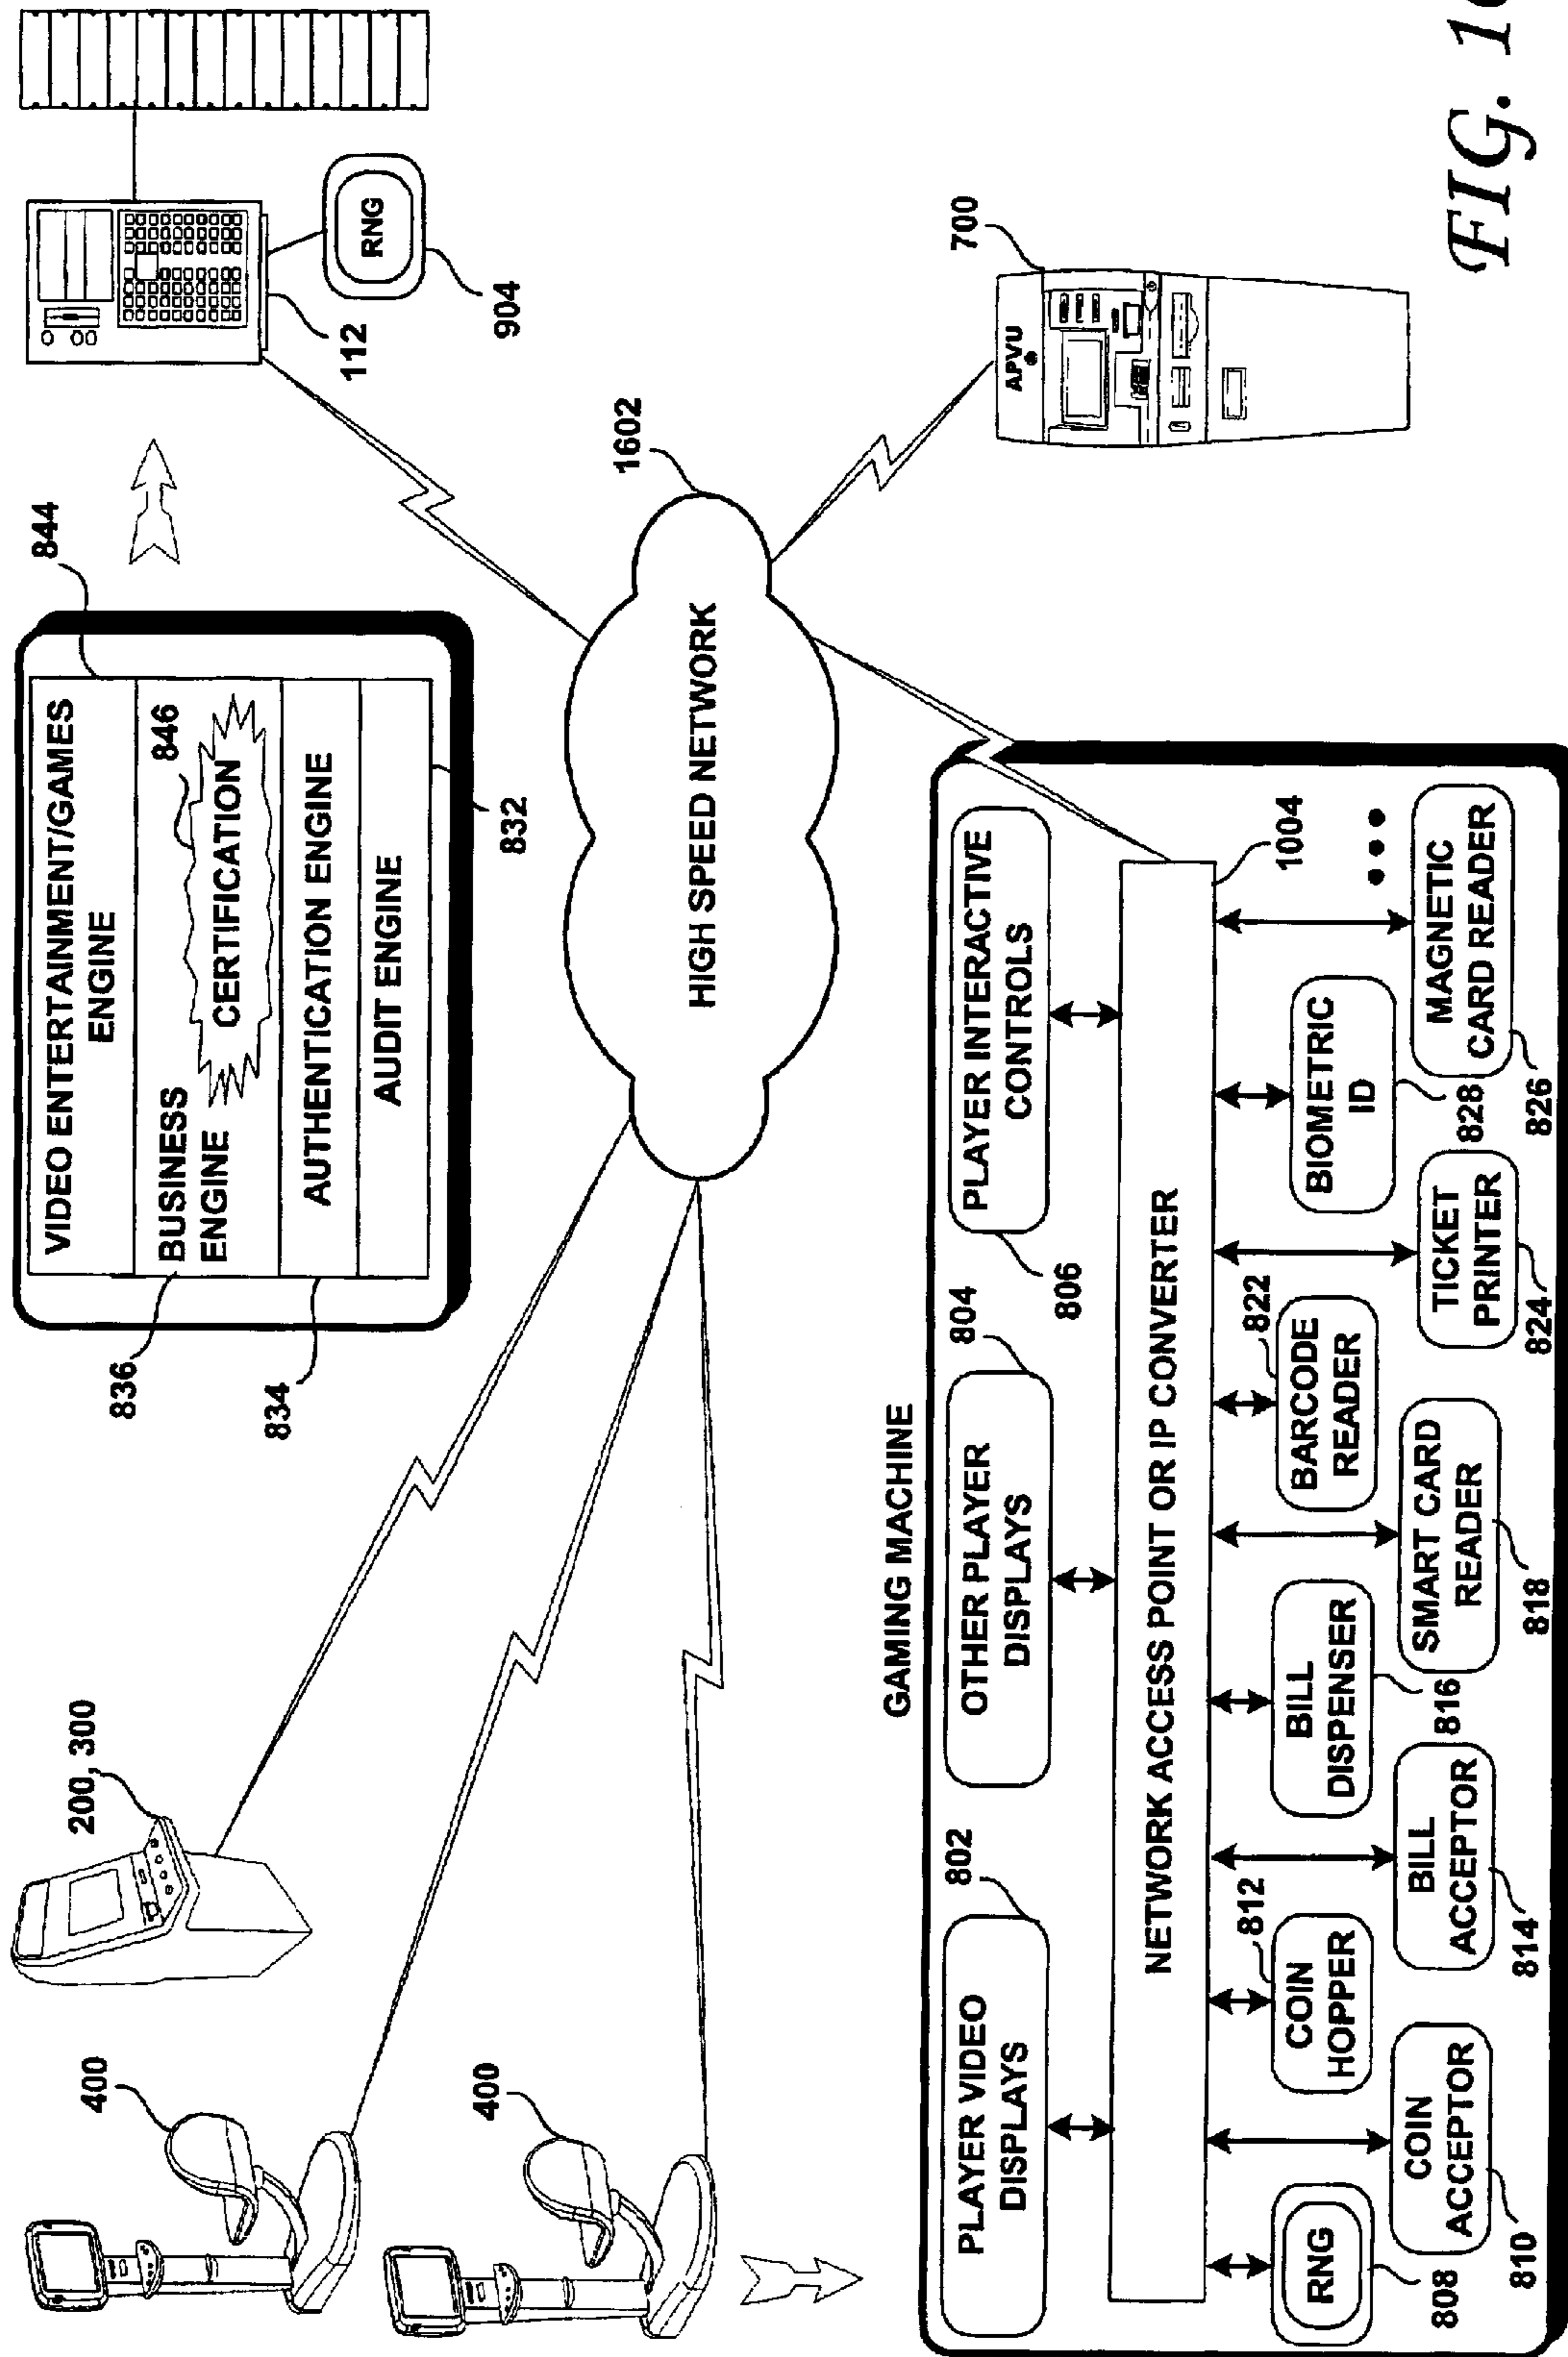 844
VIDEO ENTERTAINMENT/GAMES
ENGINE
836
BUSINESS
ENGINE
846
CERTIFICATION
834
AUTHENTICATION ENGINE
AUDIT ENGINE
832
112
RNG
904
200, 300
400
400
1602
HIGH SPEED NETWORK
700
APVU
GAMING MACHINE
802
PLAYER VIDEO
DISPLAYS
804
OTHER PLAYER
DISPLAYS
PLAYER INTERACTIVE
CONTROLS
806
NETWORK ACCESS POINT OR IP CONVERTER
1004
RNG
808
COIN
ACCEPTOR
810
812
COIN
HOPPER
BILL
ACCEPTOR
814
BILL
DISPENSER
816
SMART CARD
READER
818
822
BARCODE
READER
TICKET
PRINTER
824
BIOMETRIC
ID
828
MAGNETIC
CARD READER
826
FIG.